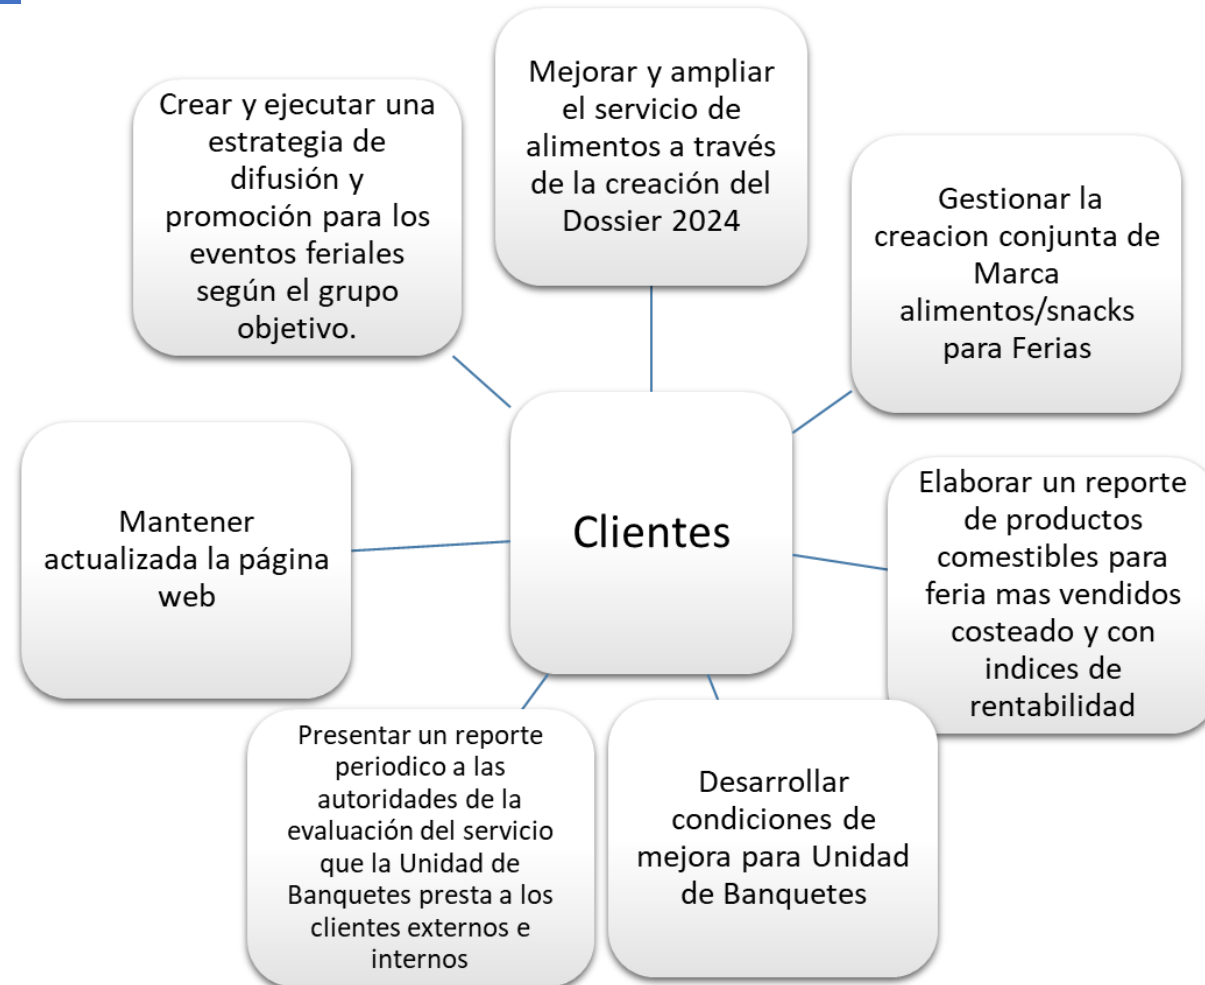 Mejorar y ampliar
el servicio de
alimentos a través
de la creación del
Dossier 2024
Crear y ejecutar una
estrategia de
difusión y
promoción para los
eventos feriales
según el grupo
objetivo.
Gestionar la
creacion conjunta de
Marca
alimentos/snacks
para Ferias
Clientes
Mantener
actualizada la página
web
Elaborar un reporte
de productos
comestibles para
feria mas vendidos
costeado y con
indices de
rentabilidad
Presentar un reporte
periodico a las
autoridades de la
evaluación del servicio
que la Unidad de
Banquetes presta a los
clientes externos e
internos
Desarrollar
condiciones de
mejora para Unidad
de Banquetes